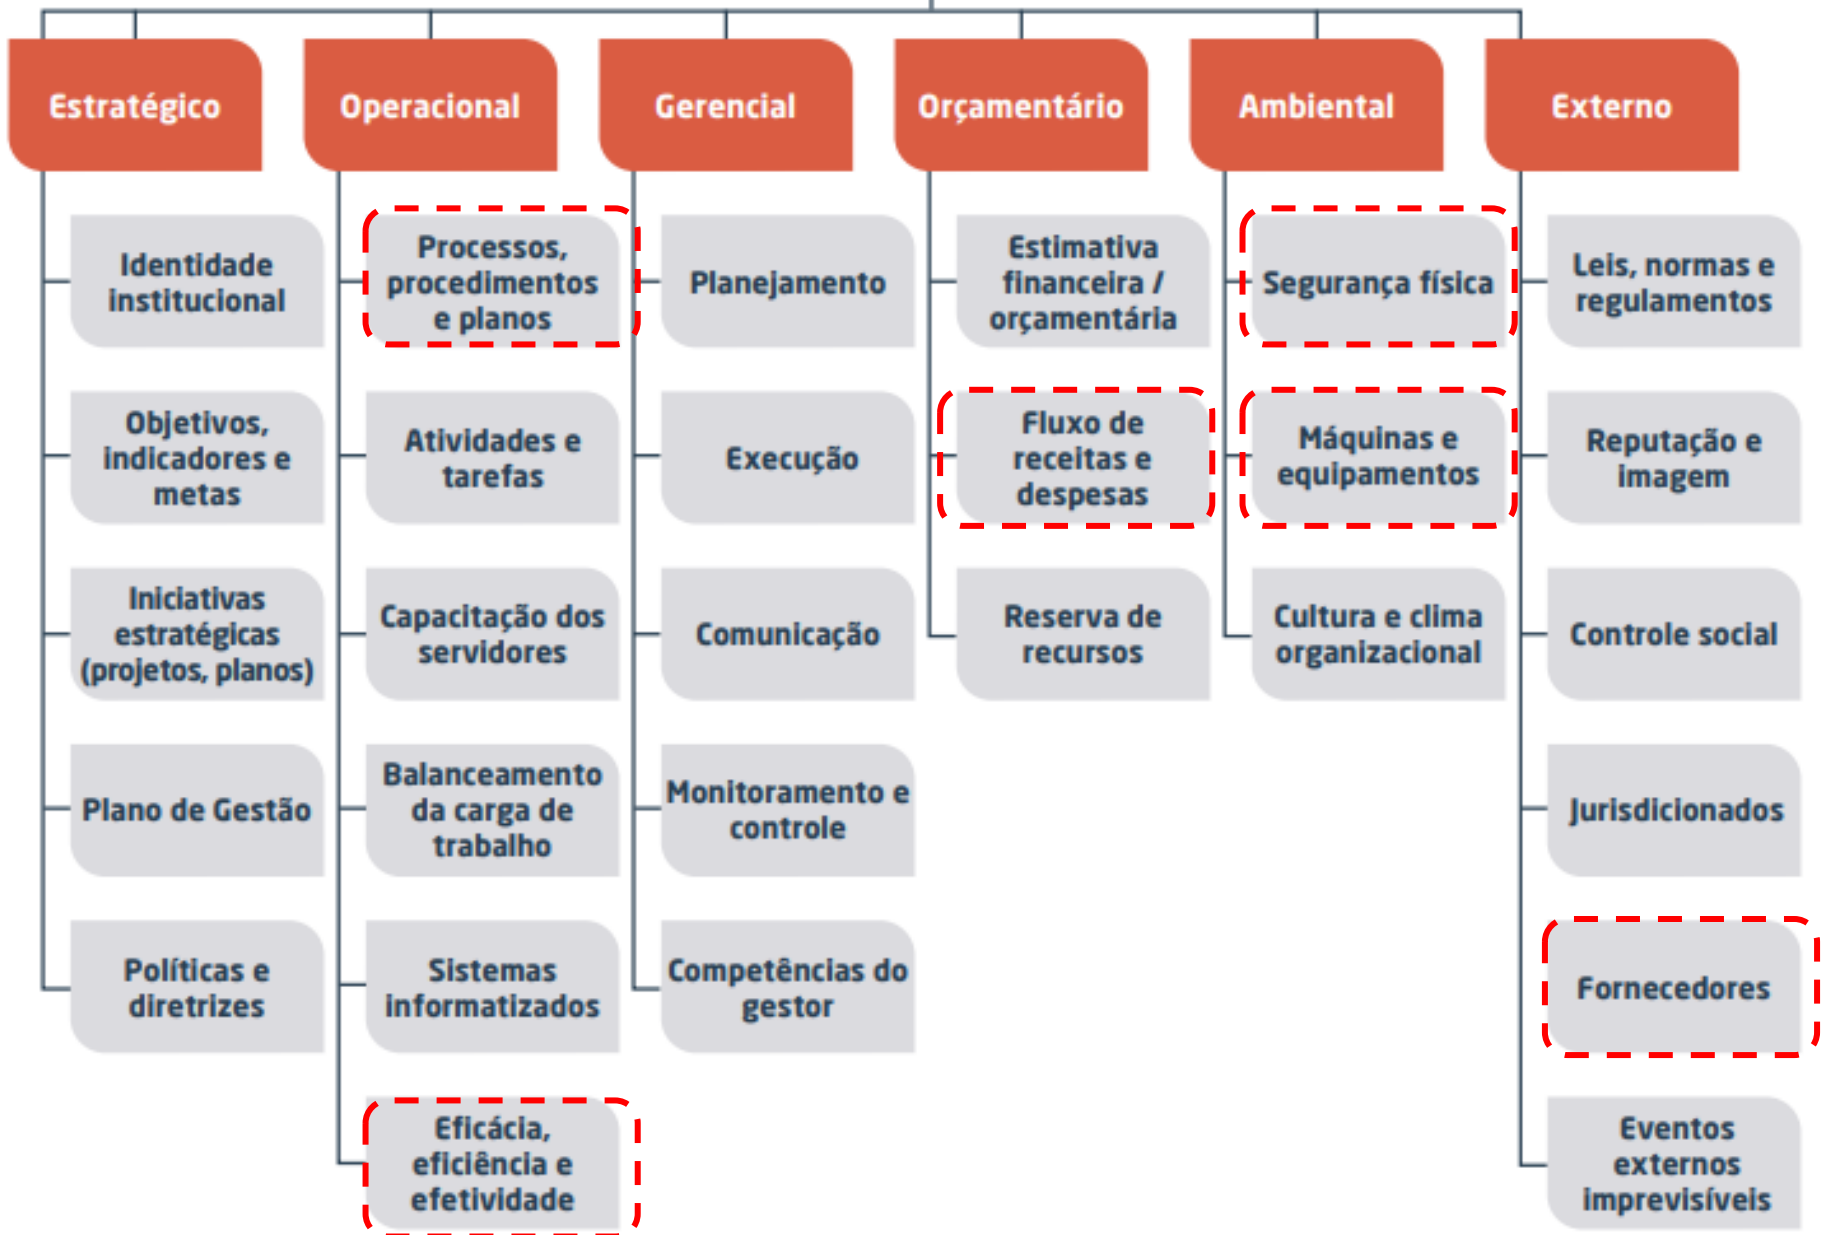 Estratégico
Operacional
Gerencial
Orçamentário
Ambiental
Externo
Identidade
institucional
Objetivos,
indicadores e
metas
Iniciativas
estratégicas
(projetos, planos)
Plano de Gestão
Políticas e
diretrizes
Processos,
procedimentos
e planos
Atividades e
tarefas
Capacitação dos
servidores
Balanceamento
da carga de
trabalho
Sistemas
informatizados
Eficácia,
eficiência e
efetividade
Planejamento
Execução
Comunicação
Monitoramento e
controle
Competências do
gestor
Estimativa
financeira /
orçamentária
Fluxo de
receitas e
despesas
Reserva de
recursos
Segurança física
Máquinas e
equipamentos
Cultura e clima
organizacional
Leis, normas e
regulamentos
Reputação e
imagem
Controle social
Jurisdicionados
Fornecedores
Eventos
externos
imprevisíveis